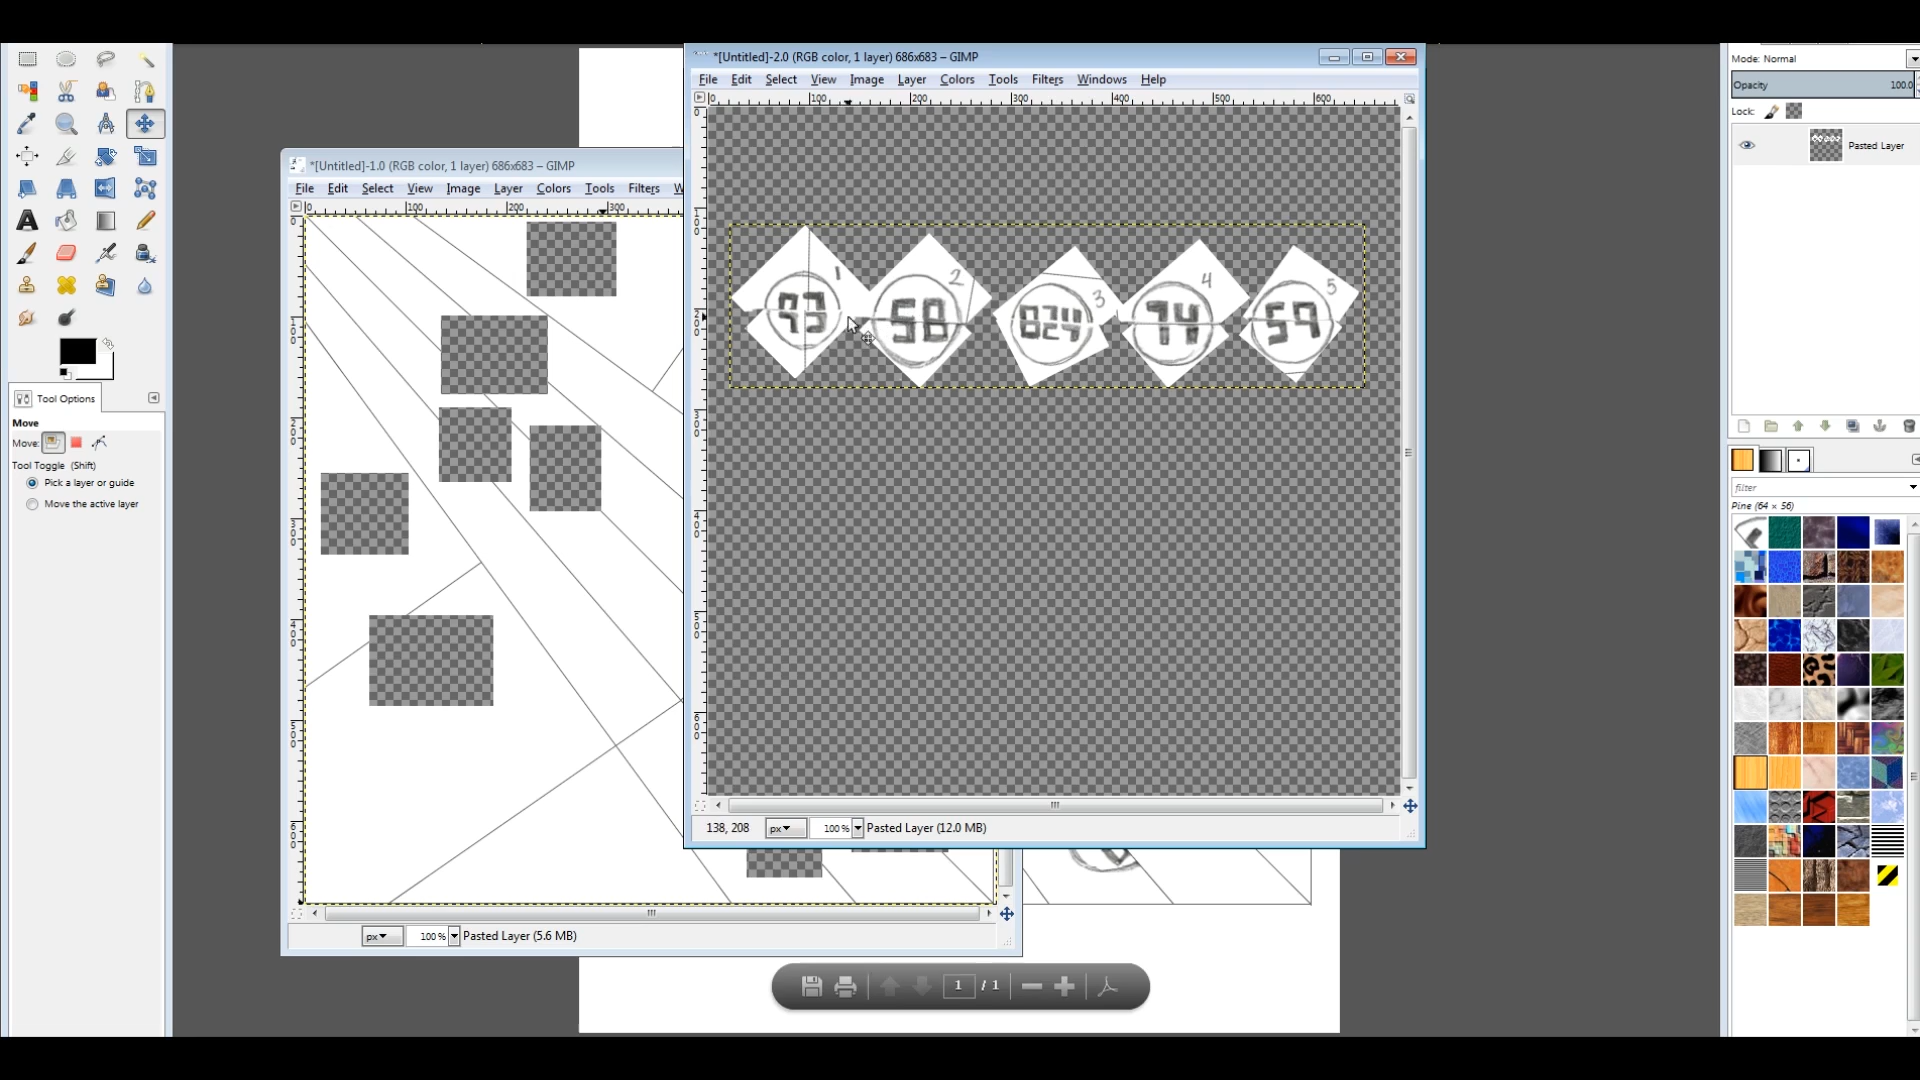 *[Untitled]-2.0 (RGB color, 1 layer) 686x683 – GIMP
File Edit Select View Image Layer Colors Tools Filters Windows Help
0 100 200 300 400 500 600
1 2 3 4 5
93 58 824 74 59
138, 208 px 100 % Pasted Layer (12.0 MB)
*[Untitled]-1.0 (RGB color, 1 layer) 686x683 – GIMP
File Edit Select View Image Layer Colors Tools Filters W
0 100 200 300
px 100 % Pasted Layer (5.6 MB)
1 / 1
Tool Options
Move
Move:
Tool Toggle (Shift)
Pick a layer or guide
Move the active layer
Mode: Normal
Opacity 100.0
Lock:
Pasted Layer
filter
Pine (64 × 56)